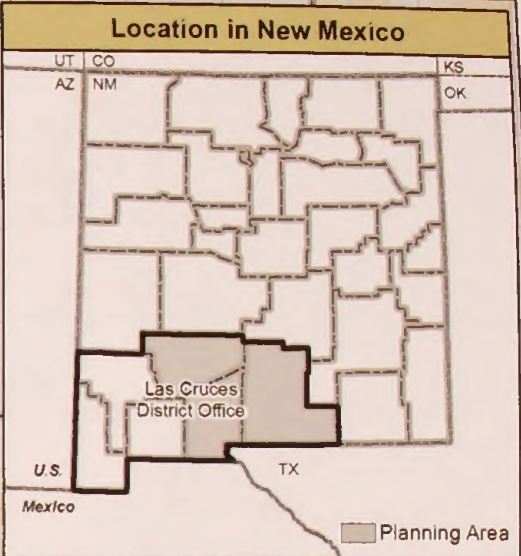 Location in New Mexico
UT CO
KS
AZ NM
OK
Las Cruces
District Office
U.S.
TX
Mexico
Planning Area